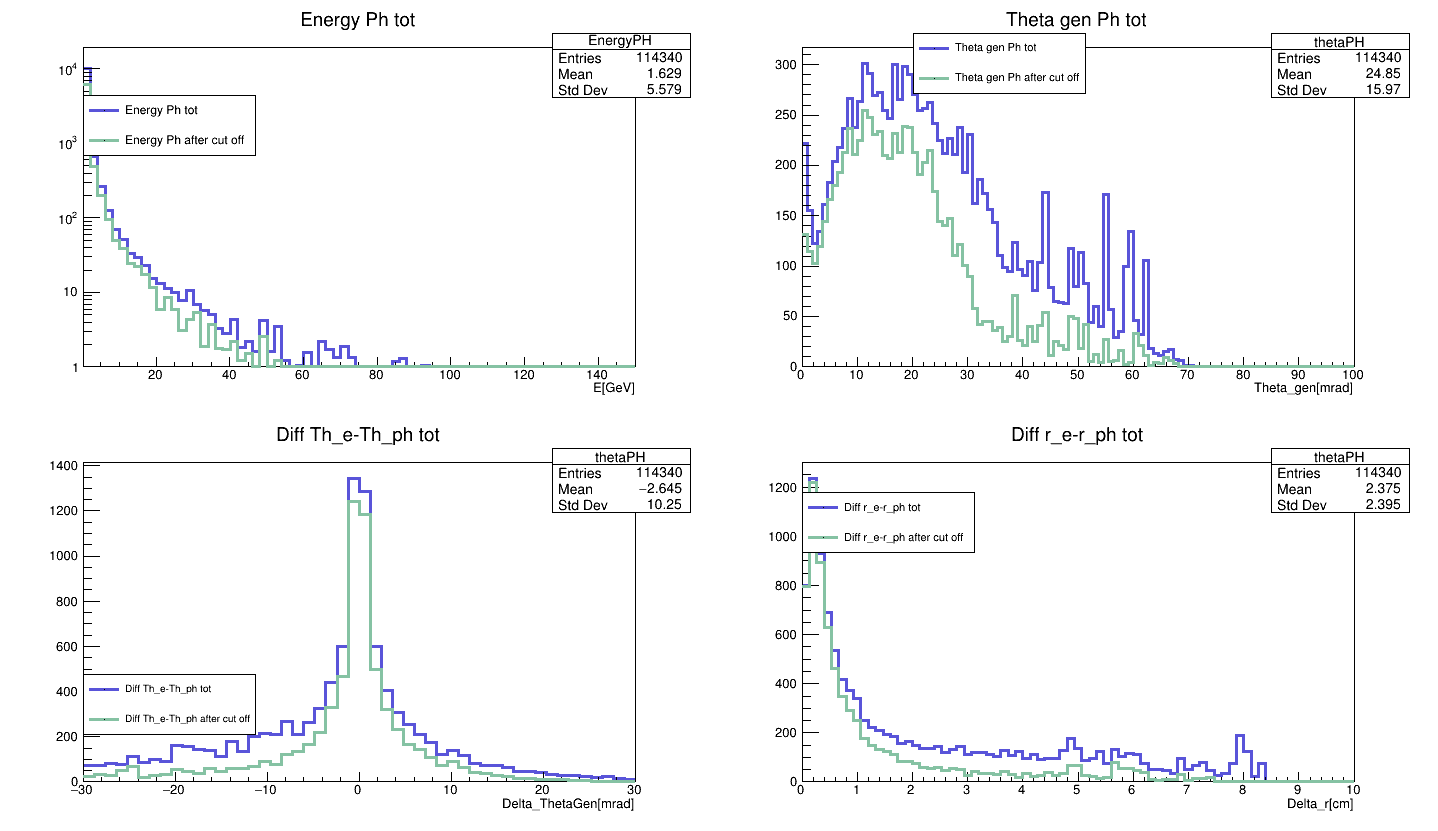 Energy Ph tot
EnergyPH
Entries 114340
Mean 1.629
Std Dev 5.579
Energy Ph tot
Energy Ph after cut off
10^4
10^3
10^2
10
1
20 40 60 80 100 120 140
E[GeV]
Theta gen Ph tot
thetaPH
Entries 114340
Mean 24.85
Std Dev 15.97
Theta gen Ph tot
Theta gen Ph after cut off
300
250
200
150
100
50
0
0 10 20 30 40 50 60 70 80 90 100
Theta_gen[mrad]
Diff Th_e-Th_ph tot
thetaPH
Entries 114340
Mean −2.645
Std Dev 10.25
Diff Th_e-Th_ph tot
Diff Th_e-Th_ph after cut off
1400
1200
1000
800
600
400
200
0
−30 −20 −10 0 10 20 30
Delta_ThetaGen[mrad]
Diff r_e-r_ph tot
thetaPH
Entries 114340
Mean 2.375
Std Dev 2.395
Diff r_e-r_ph tot
Diff r_e-r_ph after cut off
1200
1000
800
600
400
200
0
0 1 2 3 4 5 6 7 8 9 10
Delta_r[cm]